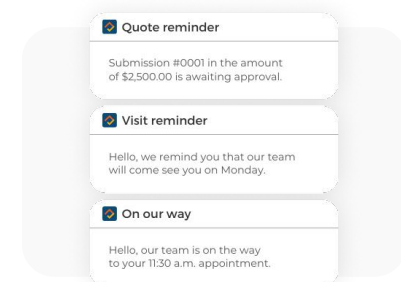 Quote reminder
Submission #0001 in the amount
of $2,500.00 is awaiting approval.
Visit reminder
Hello, we remind you that our team
will come see you on Monday.
On our way
Hello, our team is on the way
to your 11:30 a.m. appointment.